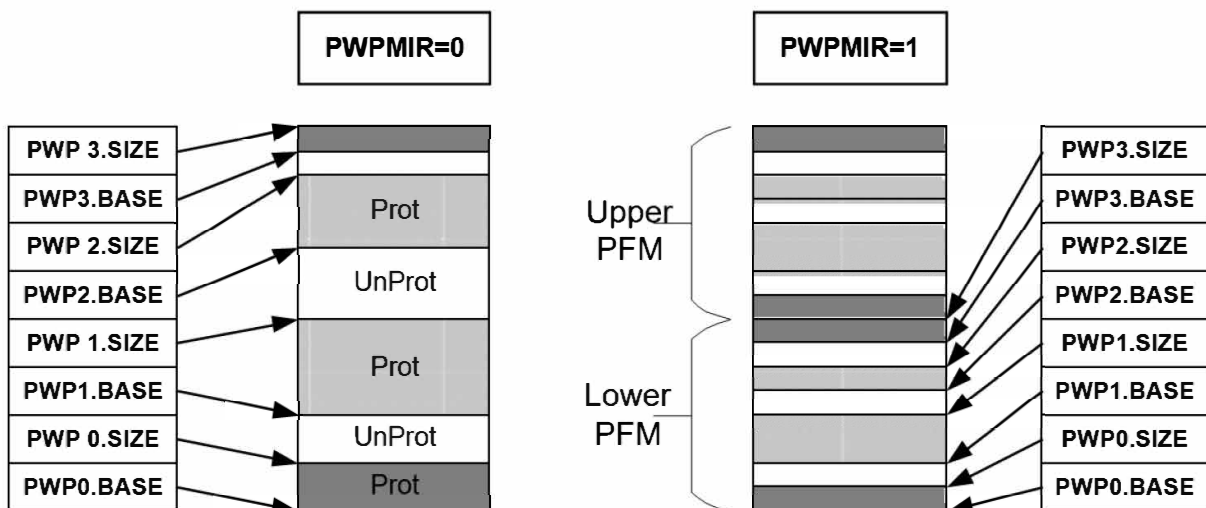 PWPMIR=0
PWPMIR=1
PWP 3.SIZE
PWP3.BASE
PWP 2.SIZE
PWP2.BASE
PWP 1.SIZE
PWP1.BASE
PWP 0.SIZE
PWP0.BASE
Prot
UnProt
Prot
UnProt
Prot
Upper
PFM
Lower
PFM
PWP3.SIZE
PWP3.BASE
PWP2.SIZE
PWP2.BASE
PWP1.SIZE
PWP1.BASE
PWP0.SIZE
PWP0.BASE